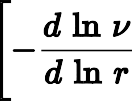 [ - d ln ν / d ln r